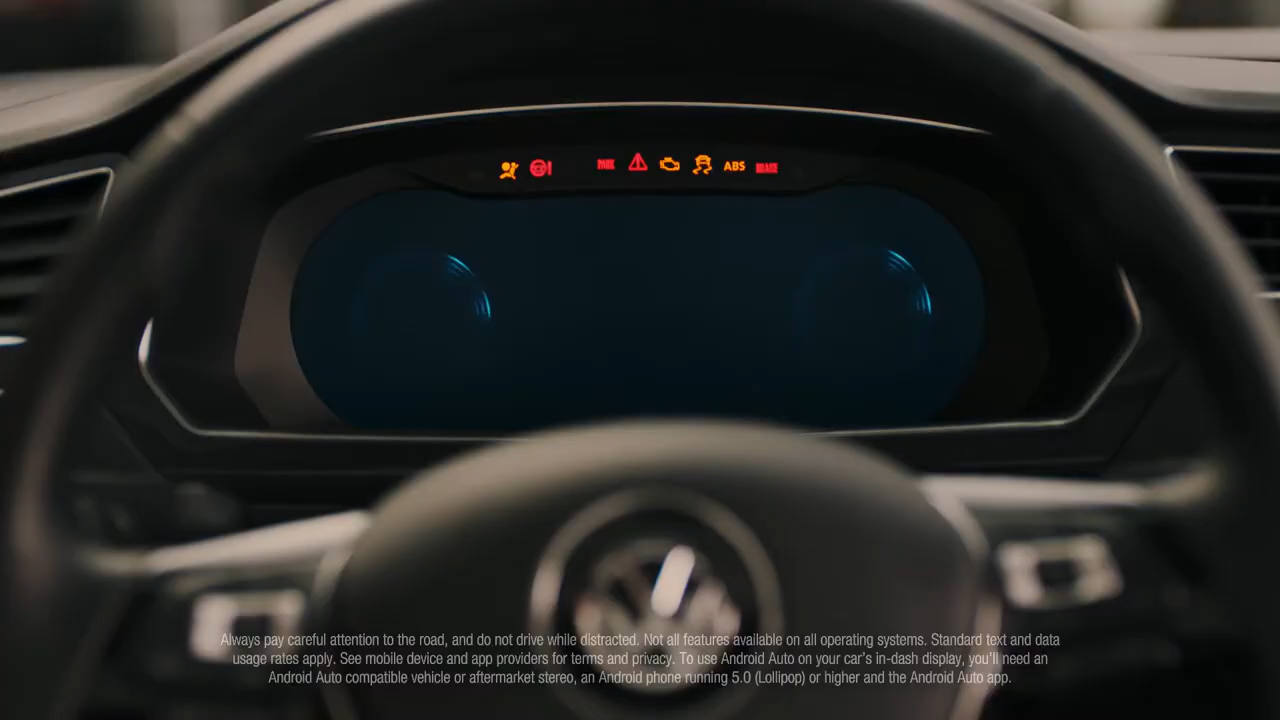 PARK ABS BRAKE
Always pay careful attention to the road, and do not drive while distracted. Not all features available on all operating systems. Standard text and data
usage rates apply. See mobile device and app providers for terms and privacy. To use Android Auto on your car's in-dash display, you'll need an
Android Auto compatible vehicle or aftermarket stereo, an Android phone running 5.0 (Lollipop) or higher and the Android Auto app.